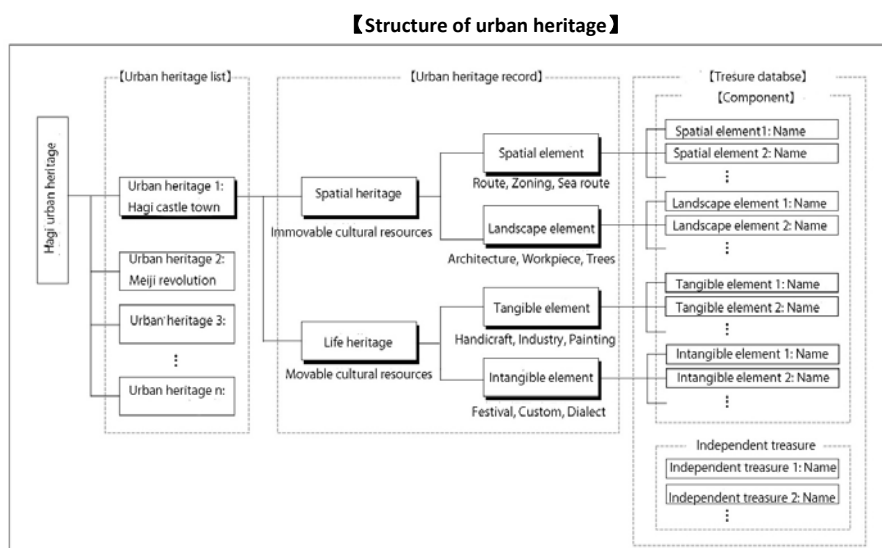 【Structure of urban heritage】
【Urban heritage list】
【Urban heritage record】
【Tresure databse】
【Component】
Hagi urban heritage
Urban heritage 1:
Hagi castle town
Urban heritage 2:
Meiji revolution
Urban heritage 3:
⋮
Urban heritage n:
Spatial heritage
Immovable cultural resources
Life heritage
Movable cultural resources
Spatial element
Route, Zoning, Sea route
Landscape element
Architecture, Workpiece, Trees
Tangible element
Handicraft, Industry, Painting
Intangible element
Festival, Custom, Dialect
Spatial element1: Name
Spatial element 2: Name
⋮
Landscape element 1: Name
Landscape element 2: Name
⋮
Tangible element 1: Name
Tangible element 2: Name
⋮
Intangible element 1: Name
Intangible element 2: Name
⋮
Independent treasure
Independent treasure 1: Name
Independent treasure 2: Name
⋮